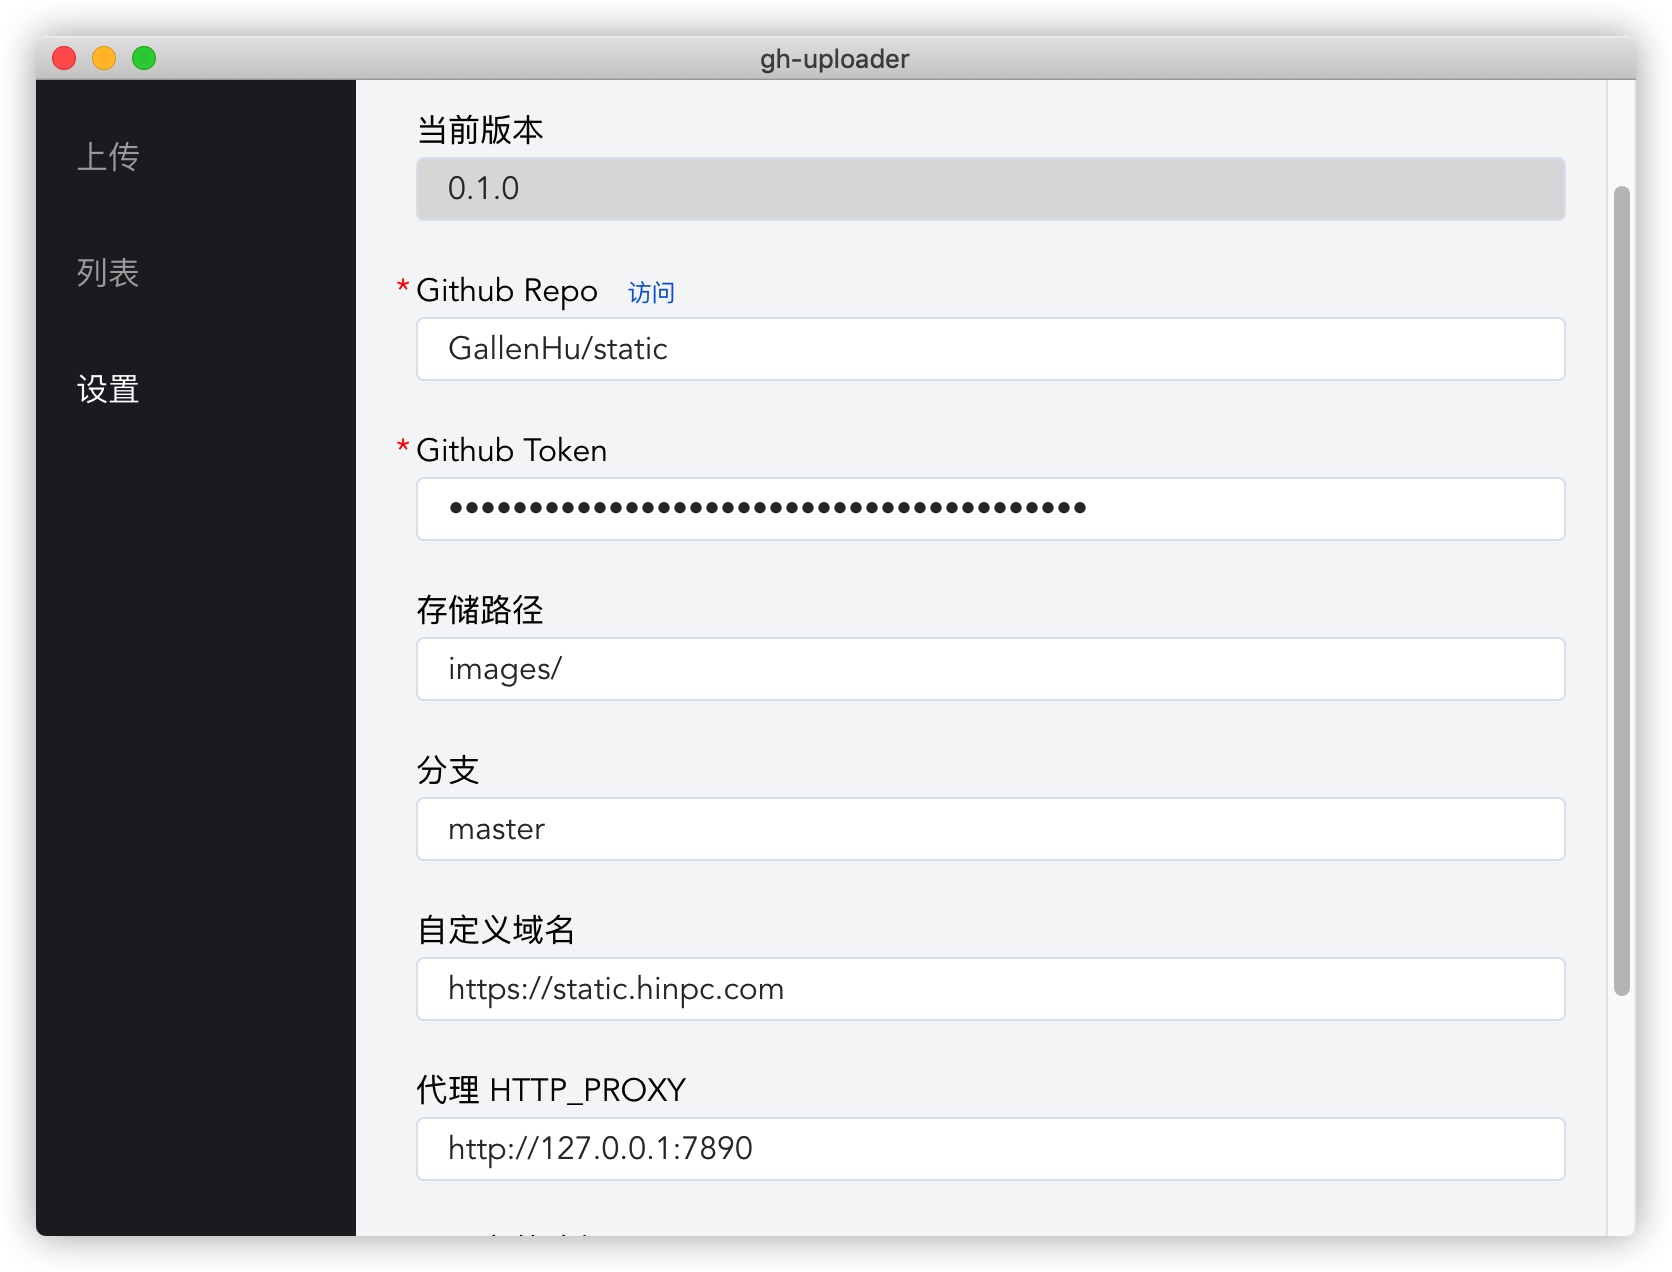 gh-uploader
上传
列表
设置
当前版本
0.1.0
* Github Repo 访问
GallenHu/static
* Github Token
••••••••••••••••••••••••••••••••••••••••
存储路径
images/
分支
master
自定义域名
https://static.hinpc.com
代理 HTTP_PROXY
http://127.0.0.1:7890